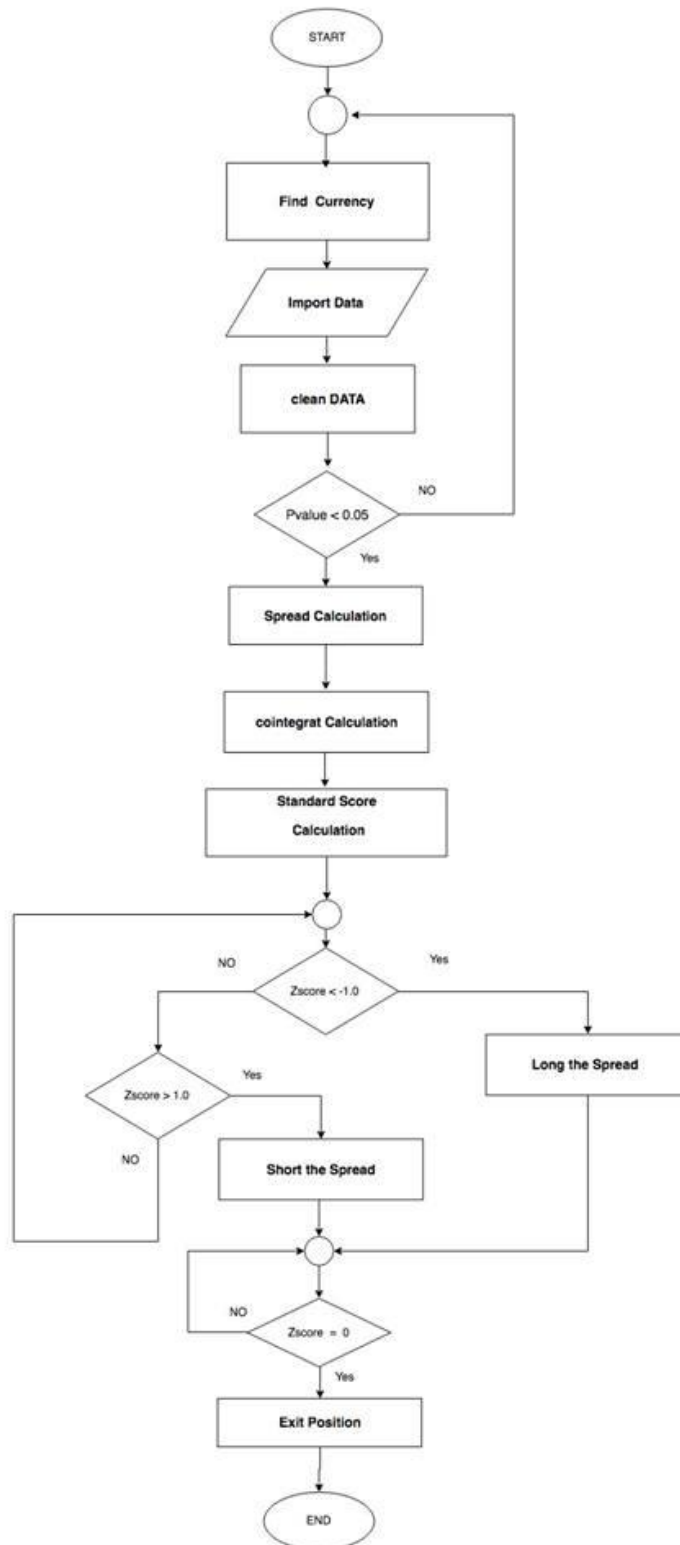 START
Find Currency
Import Data
clean DATA
Pvalue < 0.05
NO
Yes
Spread Calculation
cointegrat Calculation
Standard Score
Calculation
NO
Zscore < -1.0
Yes
Long the Spread
Zscore > 1.0
Yes
NO
Short the Spread
NO
Zscore = 0
Yes
Exit Position
END